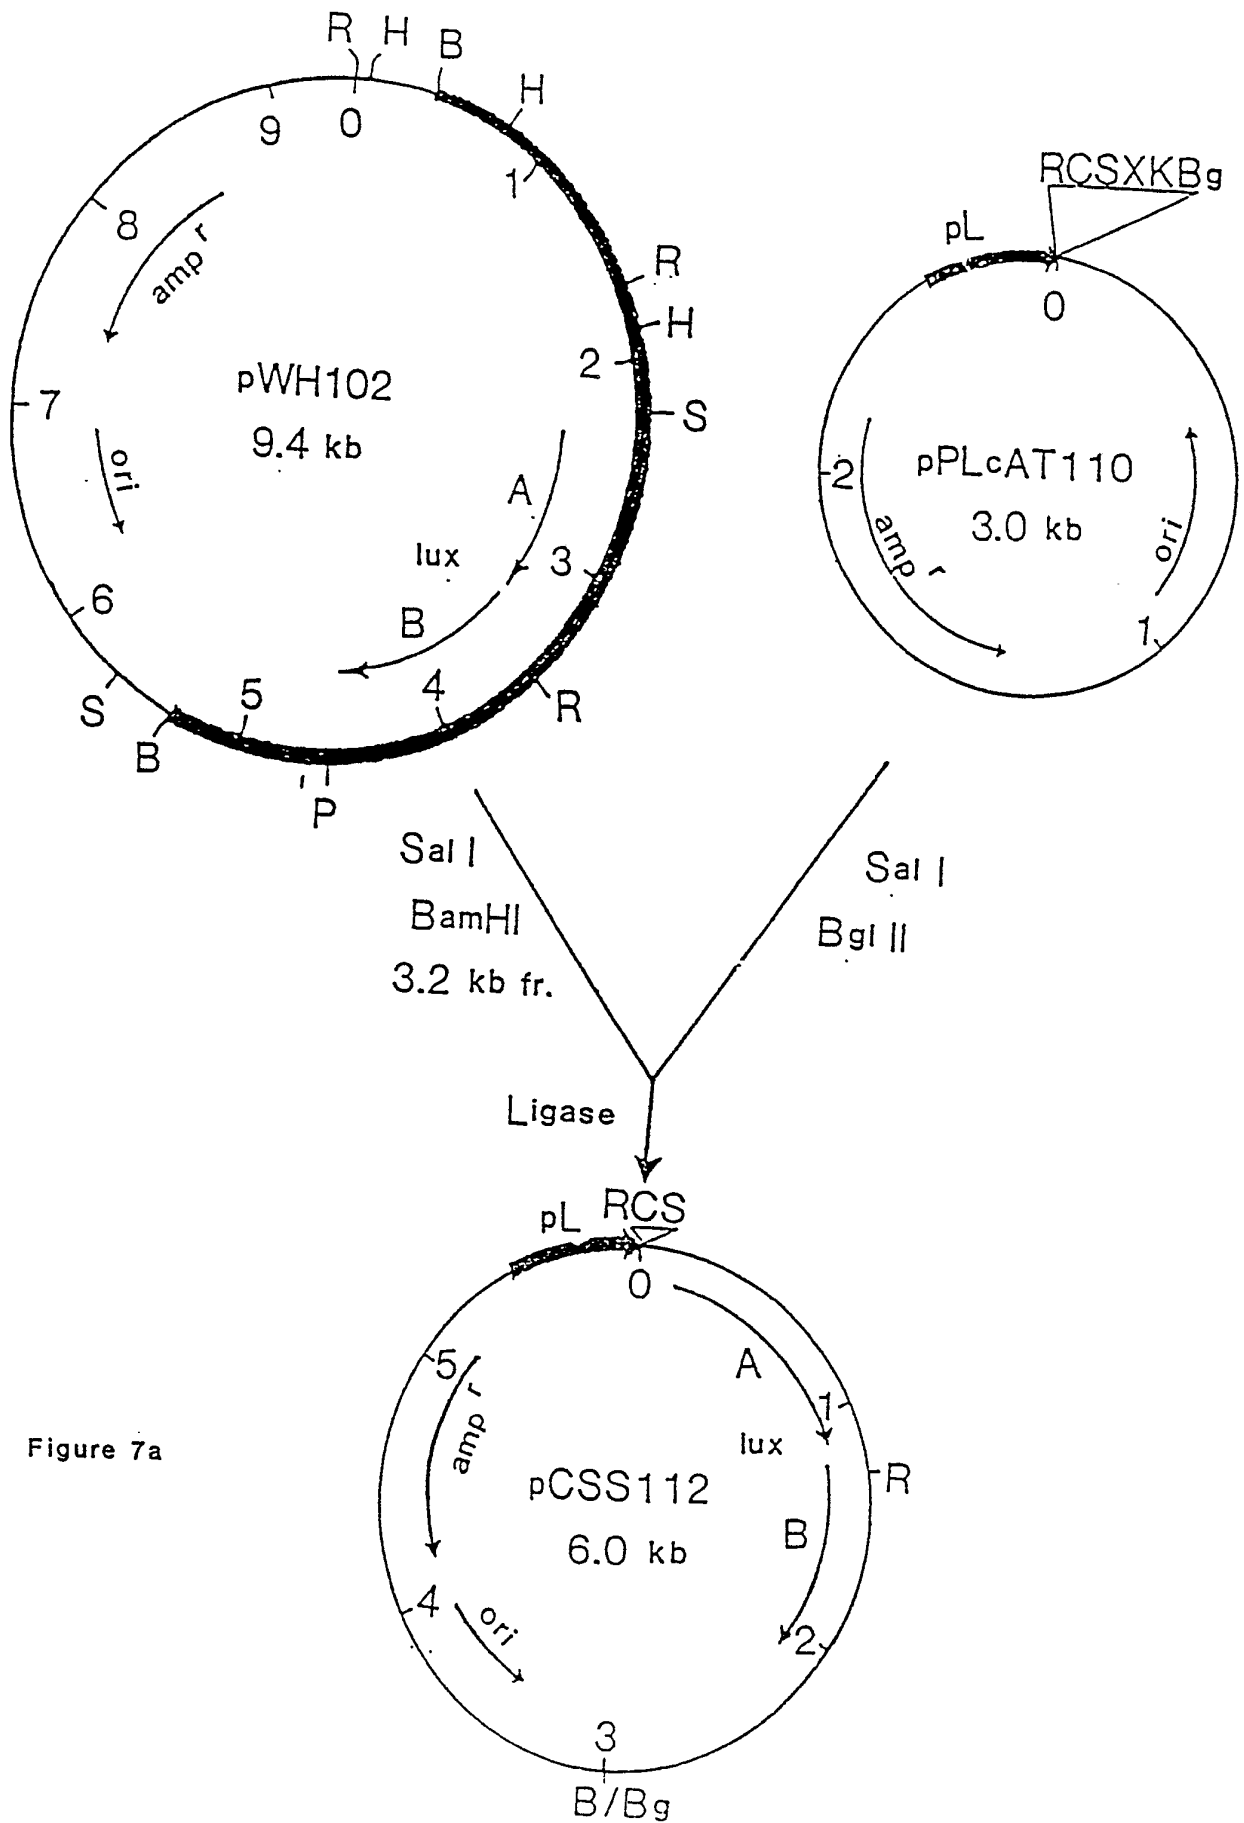 R H B
H
9 0
1
8
amp r
R
H
2
S
7
pWH102
9.4 kb
ori
A
lux
3
B
6
S
B
5
4
R
P
RCSXKBg
pL
0
2
pPLcAT110
3.0 kb
amp r
ori
1
Sal I
BamHI
3.2 kb fr.
Sal I
Bgl II
Ligase
pL RCS
0
5
A
amp r
1
lux
R
pCSS112
6.0 kb
B
4
ori
2
3
B/Bg
Figure 7a